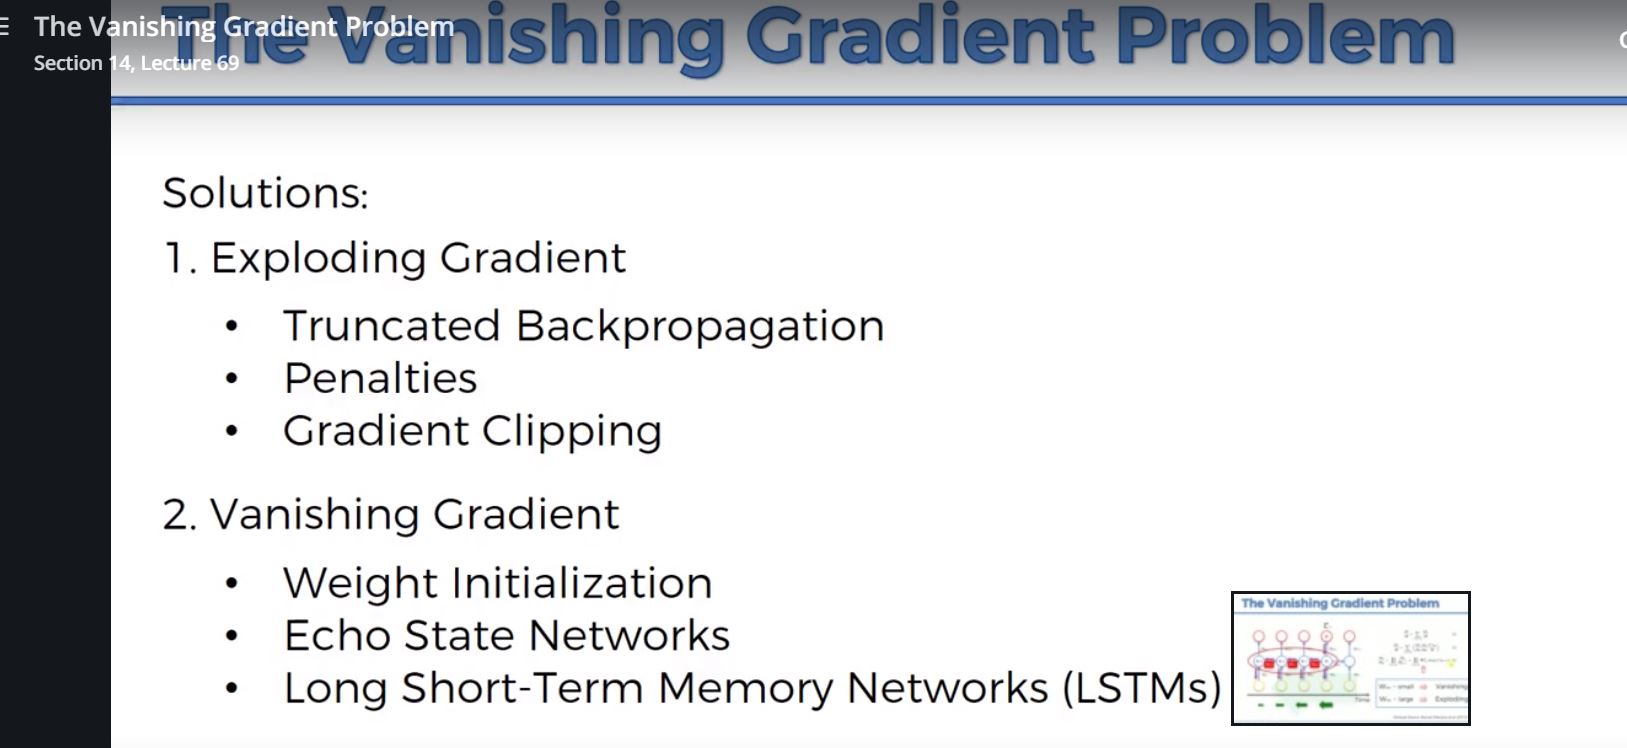 The Vanishing Gradient Problem
Section 14, Lecture 69
The Vanishing Gradient Problem
Solutions:
1. Exploding Gradient
• Truncated Backpropagation
• Penalties
• Gradient Clipping
2. Vanishing Gradient
• Weight Initialization
• Echo State Networks
• Long Short-Term Memory Networks (LSTMs)
The Vanishing Gradient Problem